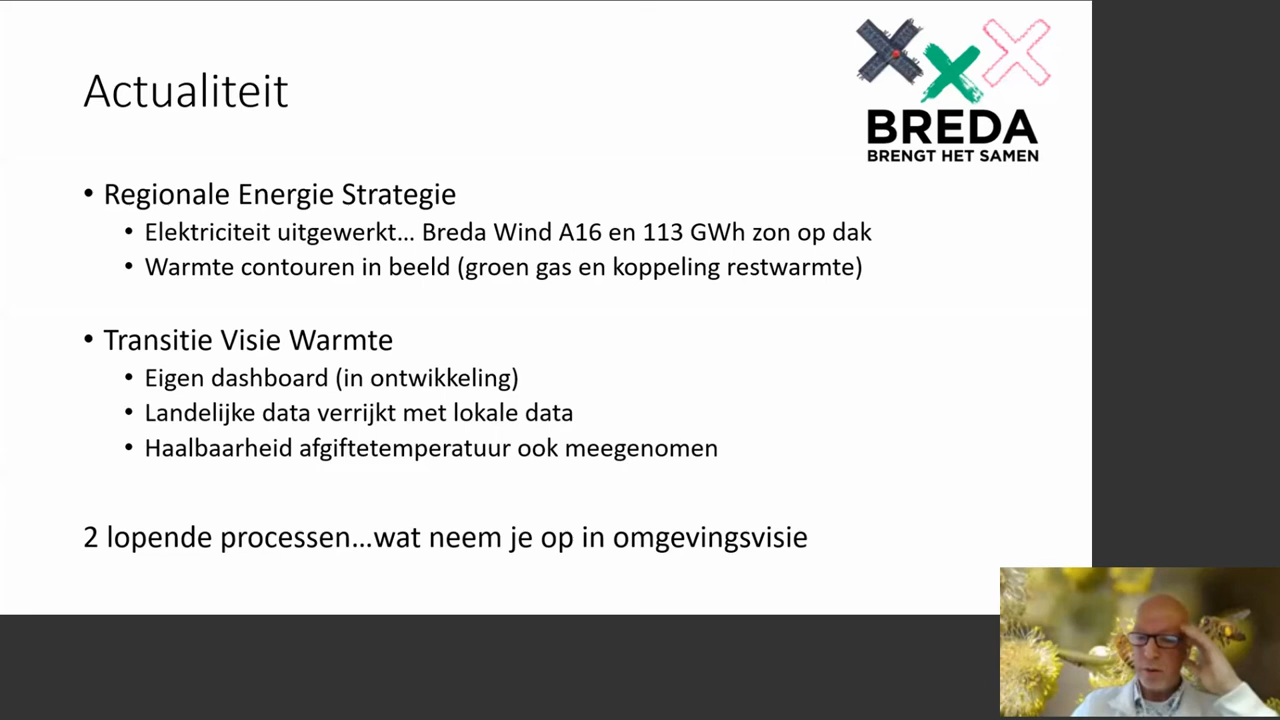 Actualiteit
BREDA
BRENGT HET SAMEN
• Regionale Energie Strategie
• Elektriciteit uitgewerkt... Breda Wind A16 en 113 GWh zon op dak
• Warmte contouren in beeld (groen gas en koppeling restwarmte)
• Transitie Visie Warmte
• Eigen dashboard (in ontwikkeling)
• Landelijke data verrijkt met lokale data
• Haalbaarheid afgiftetemperatuur ook meegenomen
2 lopende processen...wat neem je op in omgevingsvisie